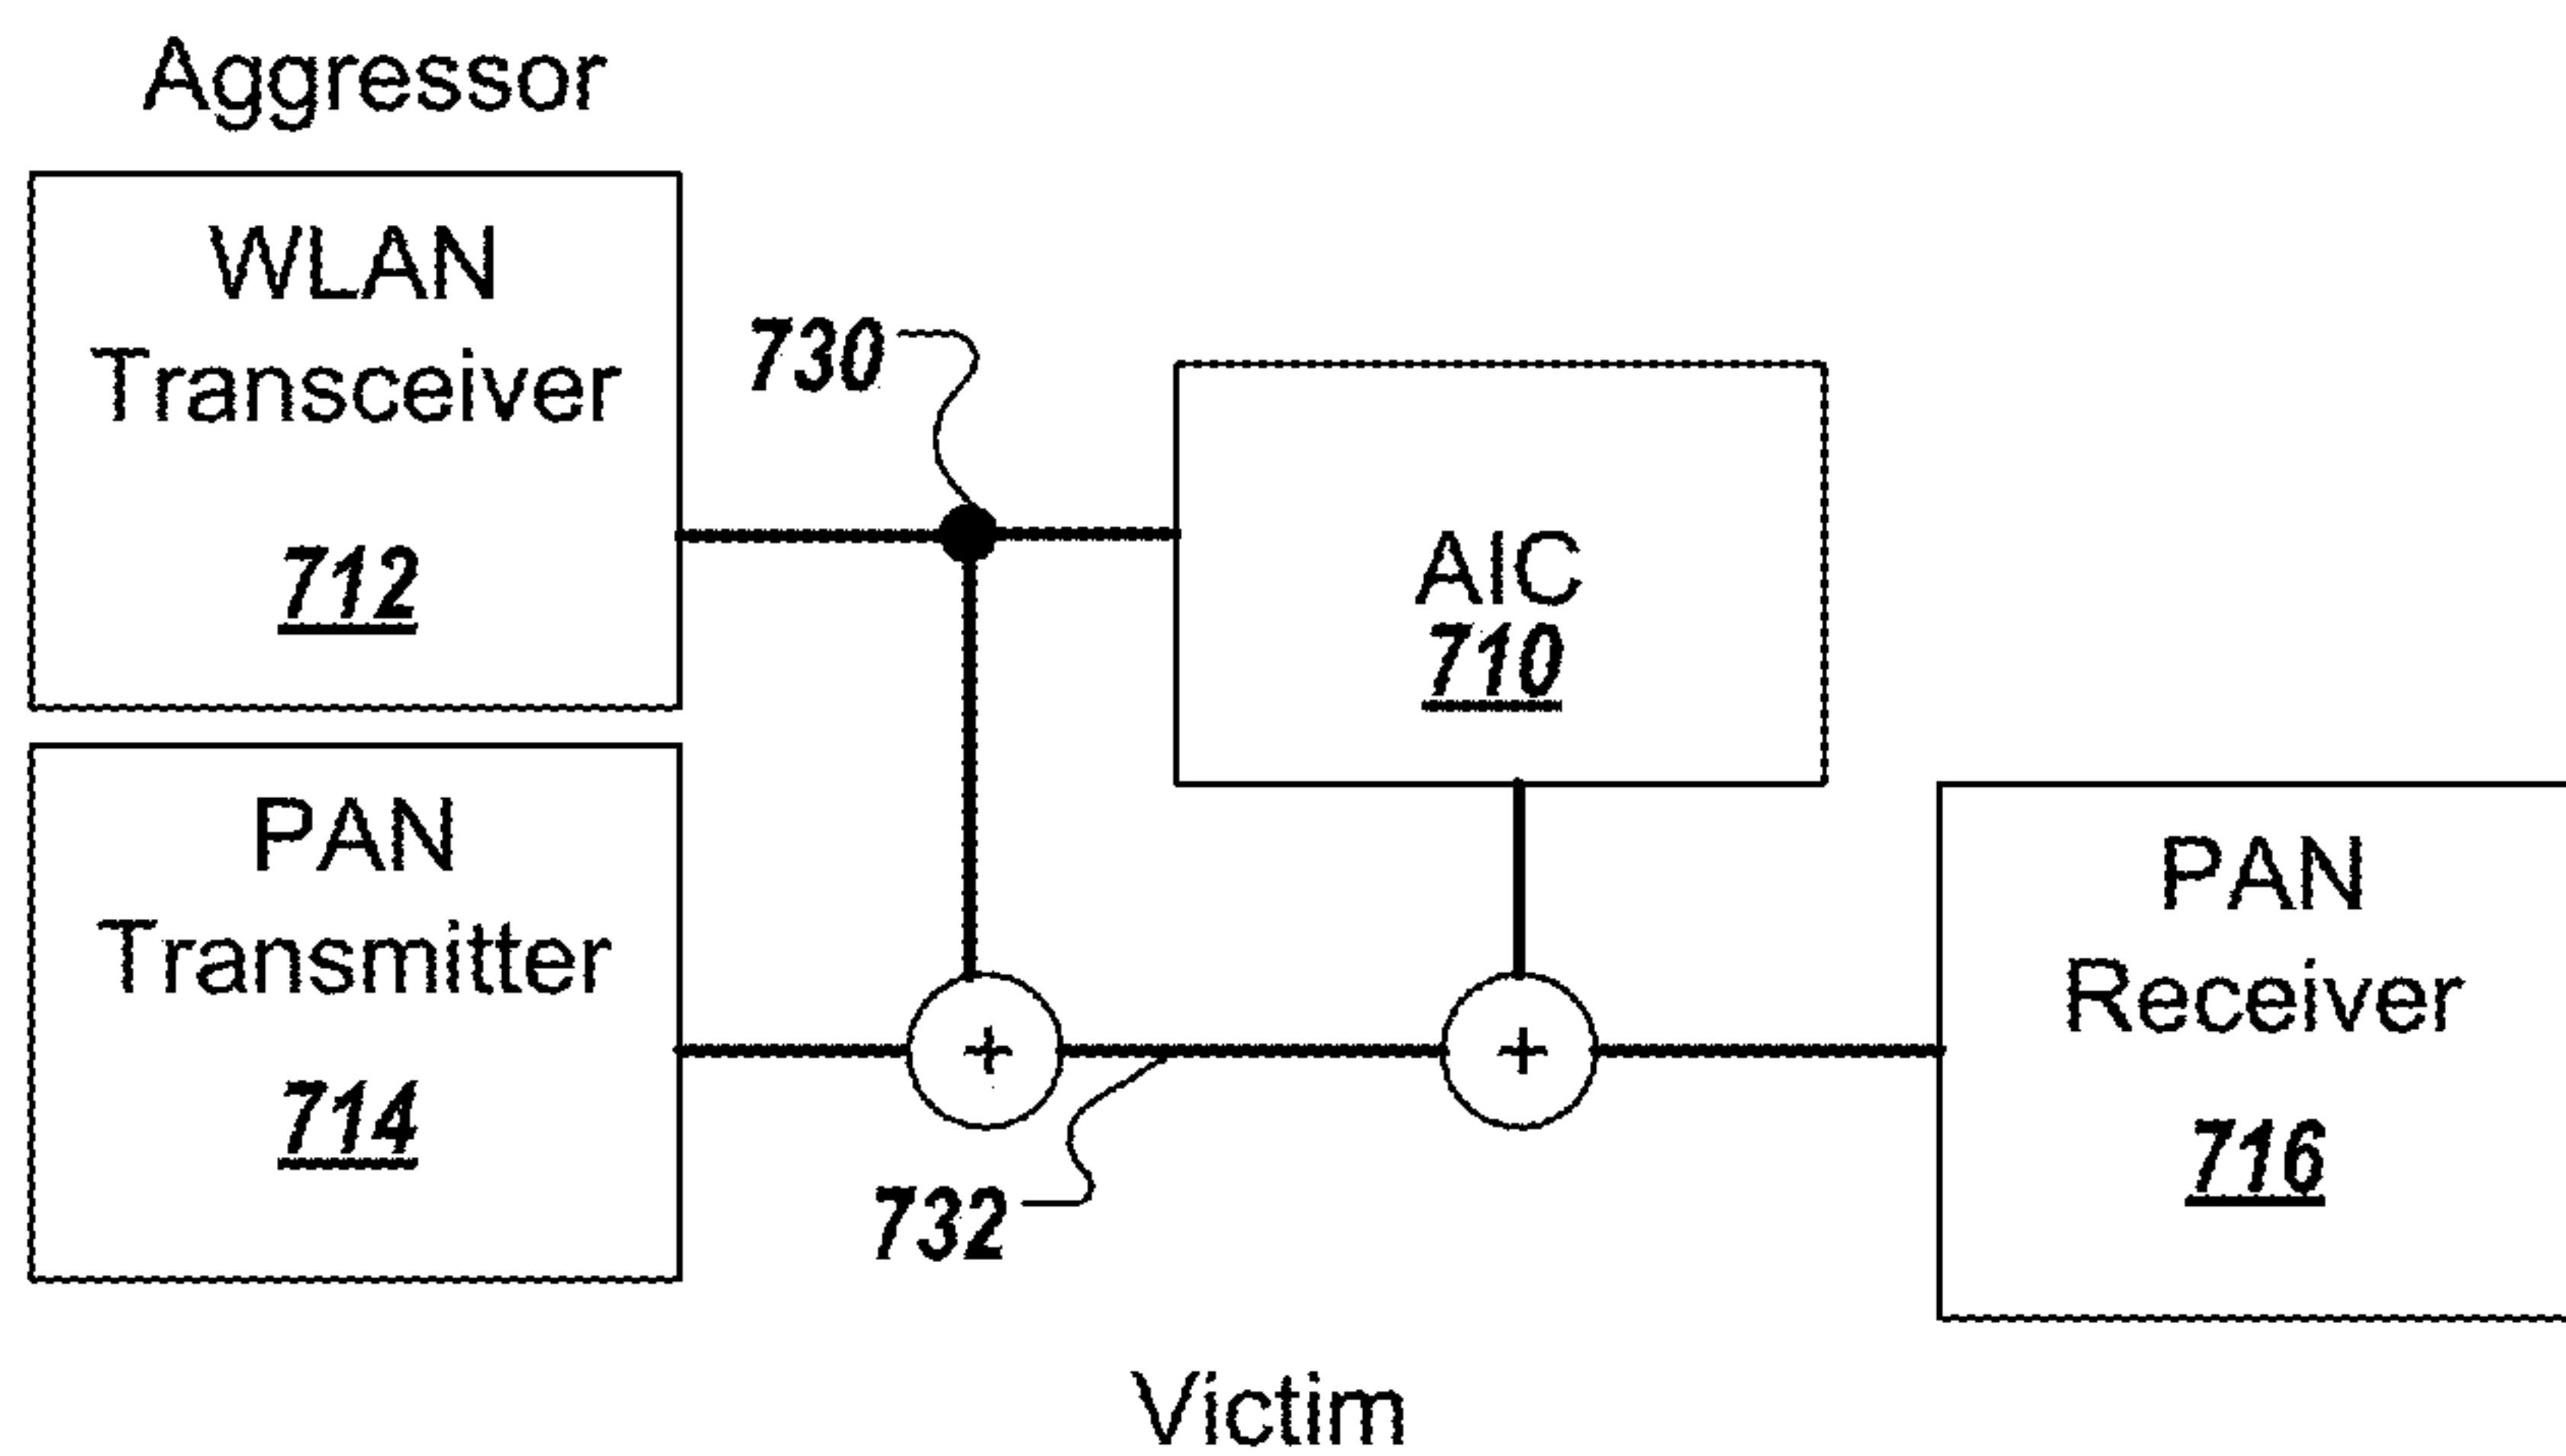 Aggressor
WLAN
Transceiver
712
730
AIC
710
PAN
Transmitter
714
+
+
732
PAN
Receiver
716
Victim